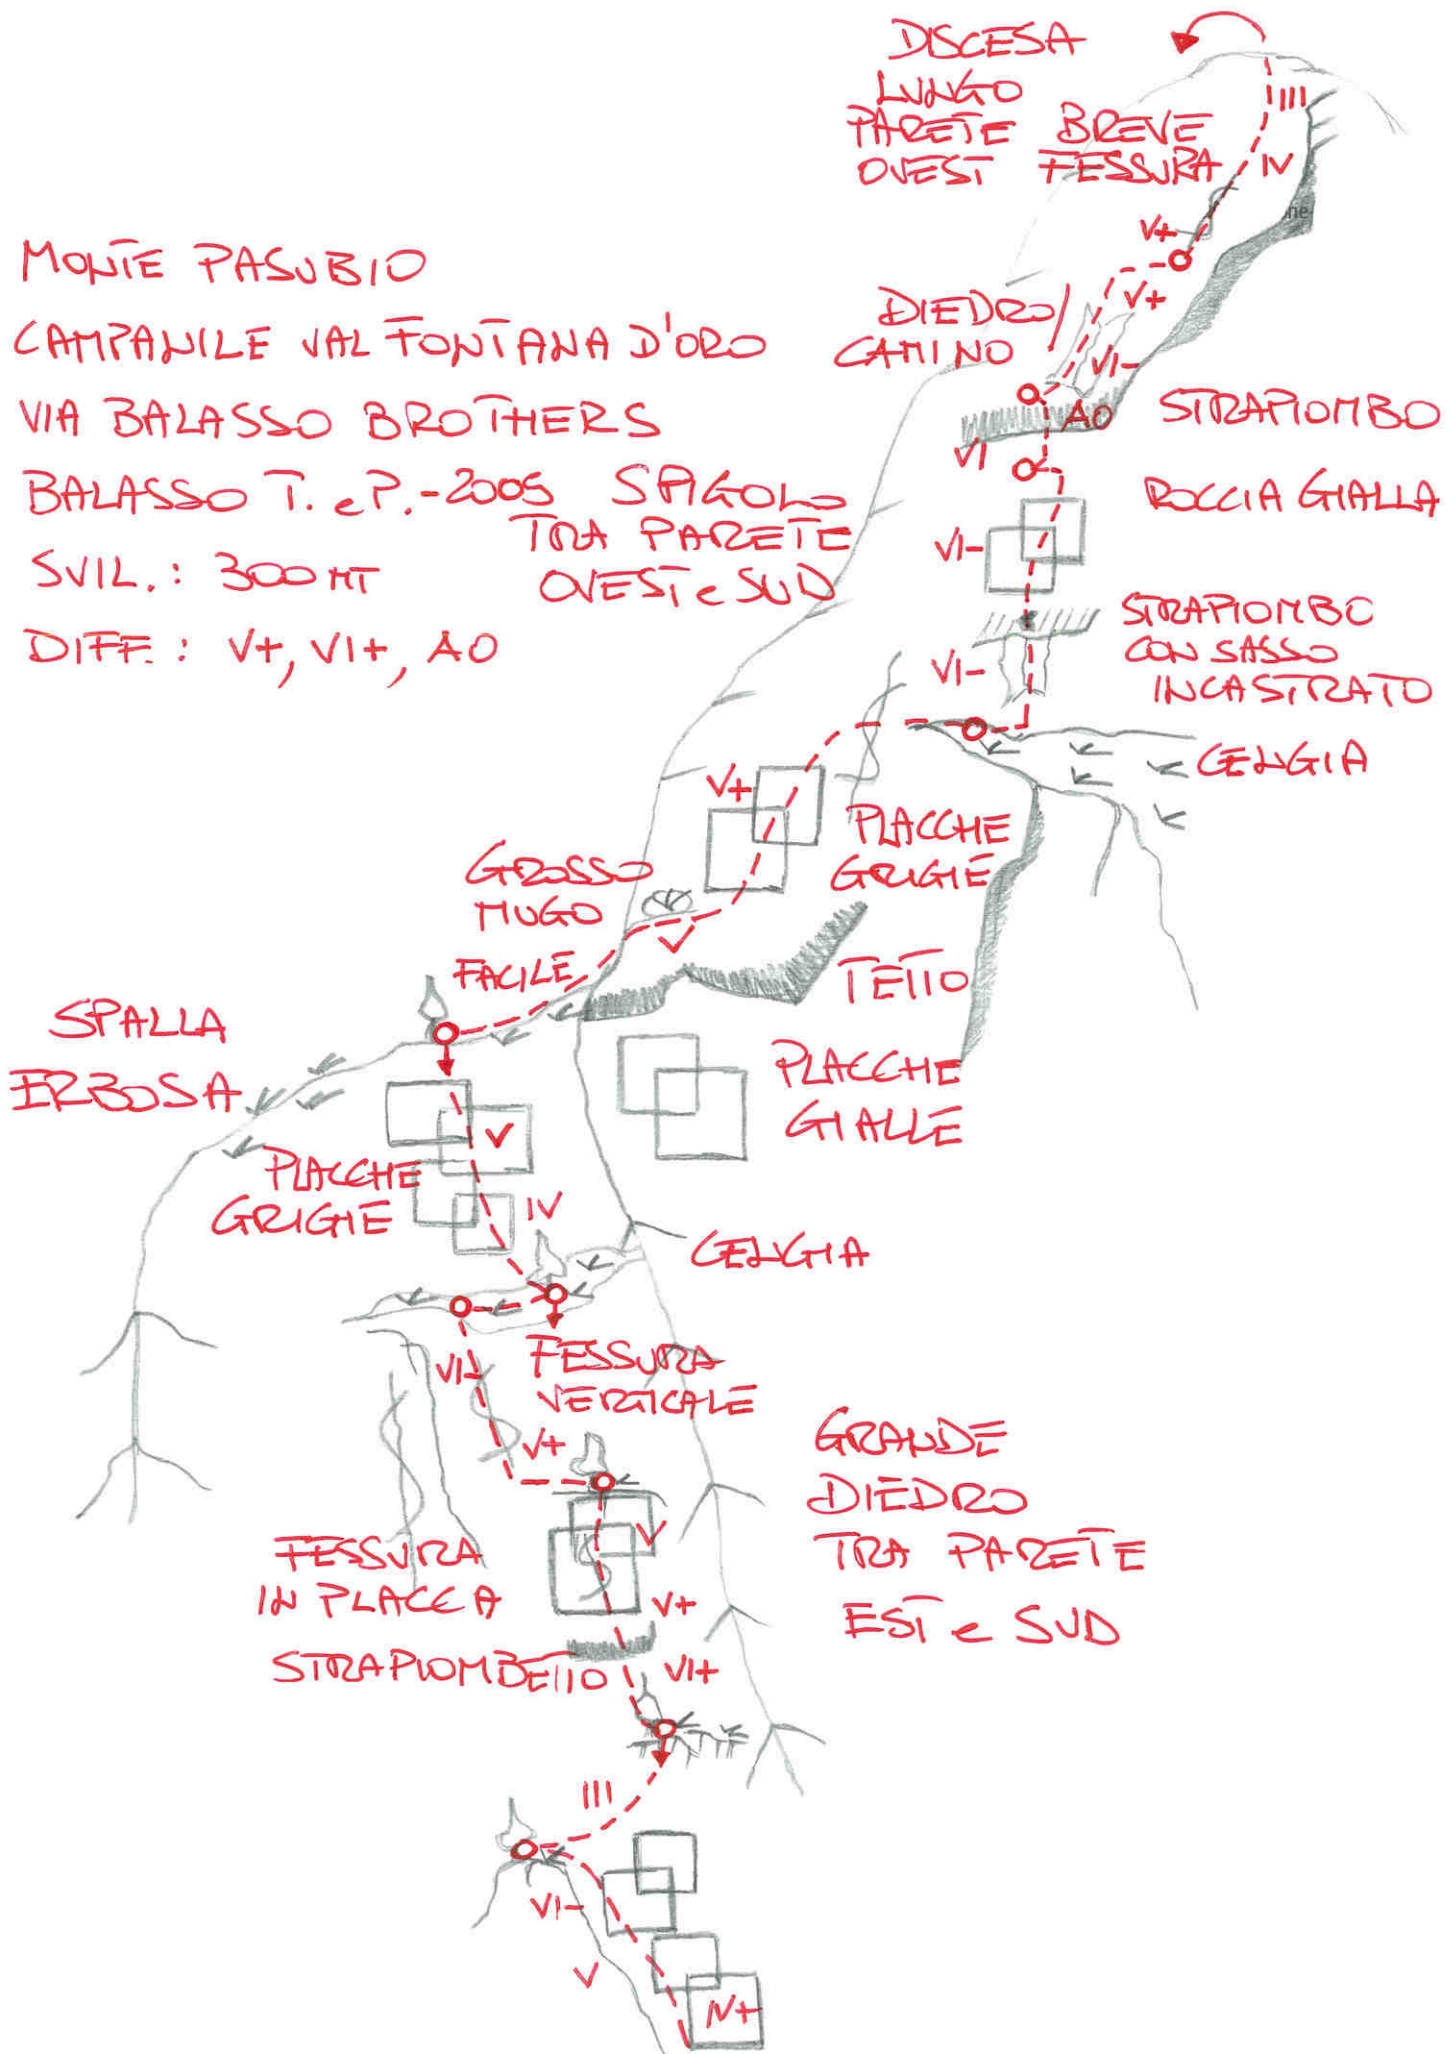 DISCESA
LUNGO
PARETE
OVEST
BREVE
FESSURA
III
IV
he
V+
MONTE PASUBIO
CAMPANILE VAL FONTANA D'ORO
VIA BALASSO BROTHERS
BALASSO T. e P. - 2005
SVIL.: 300 MT
DIFF.: V+, VI+, A0
SPIGOLO
TRA PARETE
OVEST e SUD
V+
DIEDRO/
CAMINO
VI-
A0
STRAPIOMBO
VI
ROCCIA GIALLA
VI-
STRAPIOMBO
CON SASSO
INCASTRATO
VI-
CENGIA
V+
PLACCHE
GRIGIE
GROSSO
MUGO
V
FACILE
TETTO
SPALLA
ERBOSA
PLACCHE
GIALLE
V
PLACCHE
GRIGIE
IV
CENGIA
FESSURA
VERTICALE
VI-
V+
GRANDE
DIEDRO
TRA PARETE
EST e SUD
V
FESSURA
IN PLACCA
V+
STRAPIOMBETTO
VI+
III
VI-
V
IV+